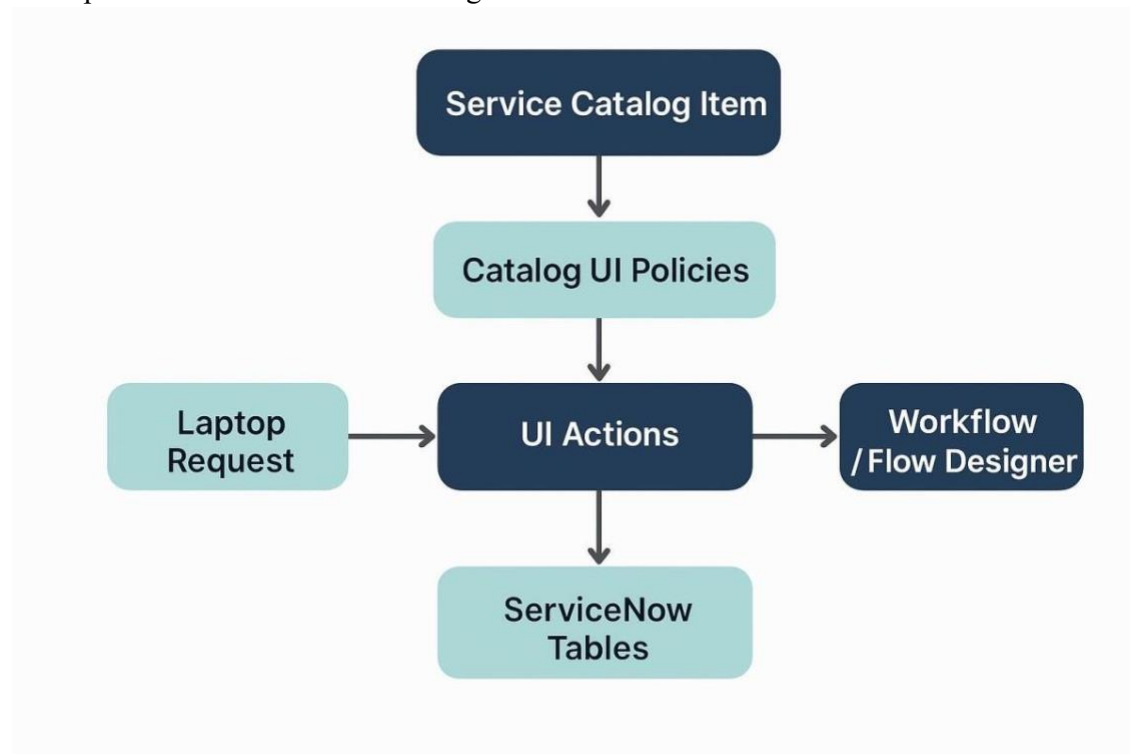 Service Catalog Item
Catalog UI Policies
Laptop
Request
UI Actions
Workflow
/Flow Designer
ServiceNow
Tables